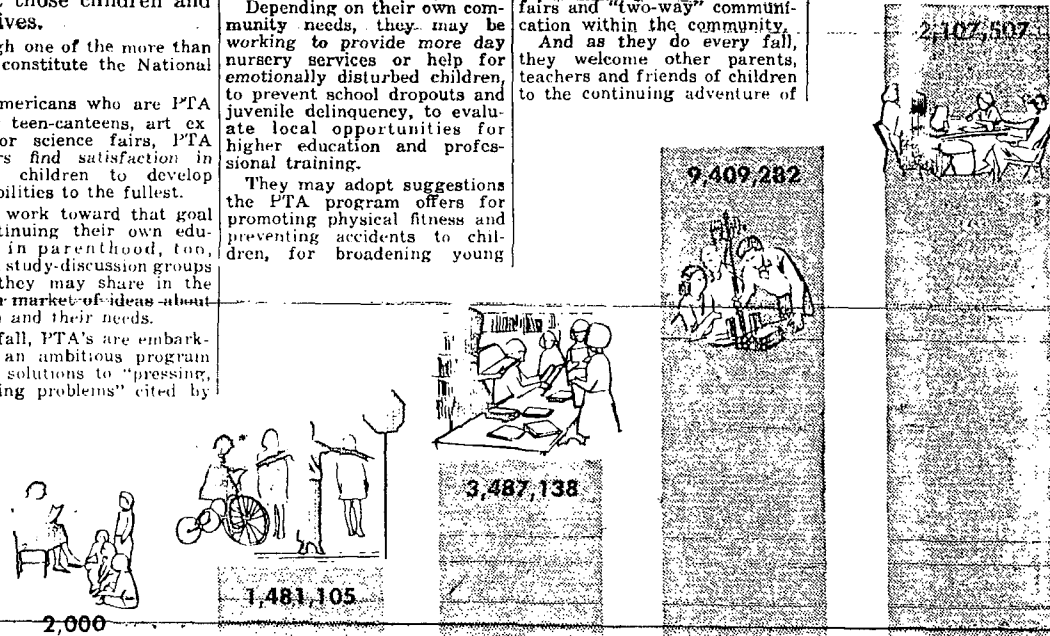 those children and
ives.
gh one of the more than
constitute the National
mericans who are PTA
teen-canteens, art ex
or science fairs, PTA
rs find satisfaction in
children to develop
bilities to the fullest.
work toward that goal
tinuing their own edu-
in parenthood, too,
study-discussion groups
they may share in the
market of ideas about
and their needs.
fall, PTA's are embark-
an ambitious program
solutions to "pressing,
ing problems" cited by
Depending on their own com-
munity needs, they may be
working to provide more day
nursery services or help for
emotionally disturbed children,
to prevent school dropouts and
juvenile delinquency, to evalu-
ate local opportunities for
higher education and profes-
sional training.
They may adopt suggestions
the PTA program offers for
promoting physical fitness and
preventing accidents to chil-
dren, for broadening young
fairs and "two-way" communi-
cation within the community.
And as they do every fall,
they welcome other parents,
teachers and friends of children
to the continuing adventure of
2,000
1,481,105
3,487,138
9,409,282
2,107,507